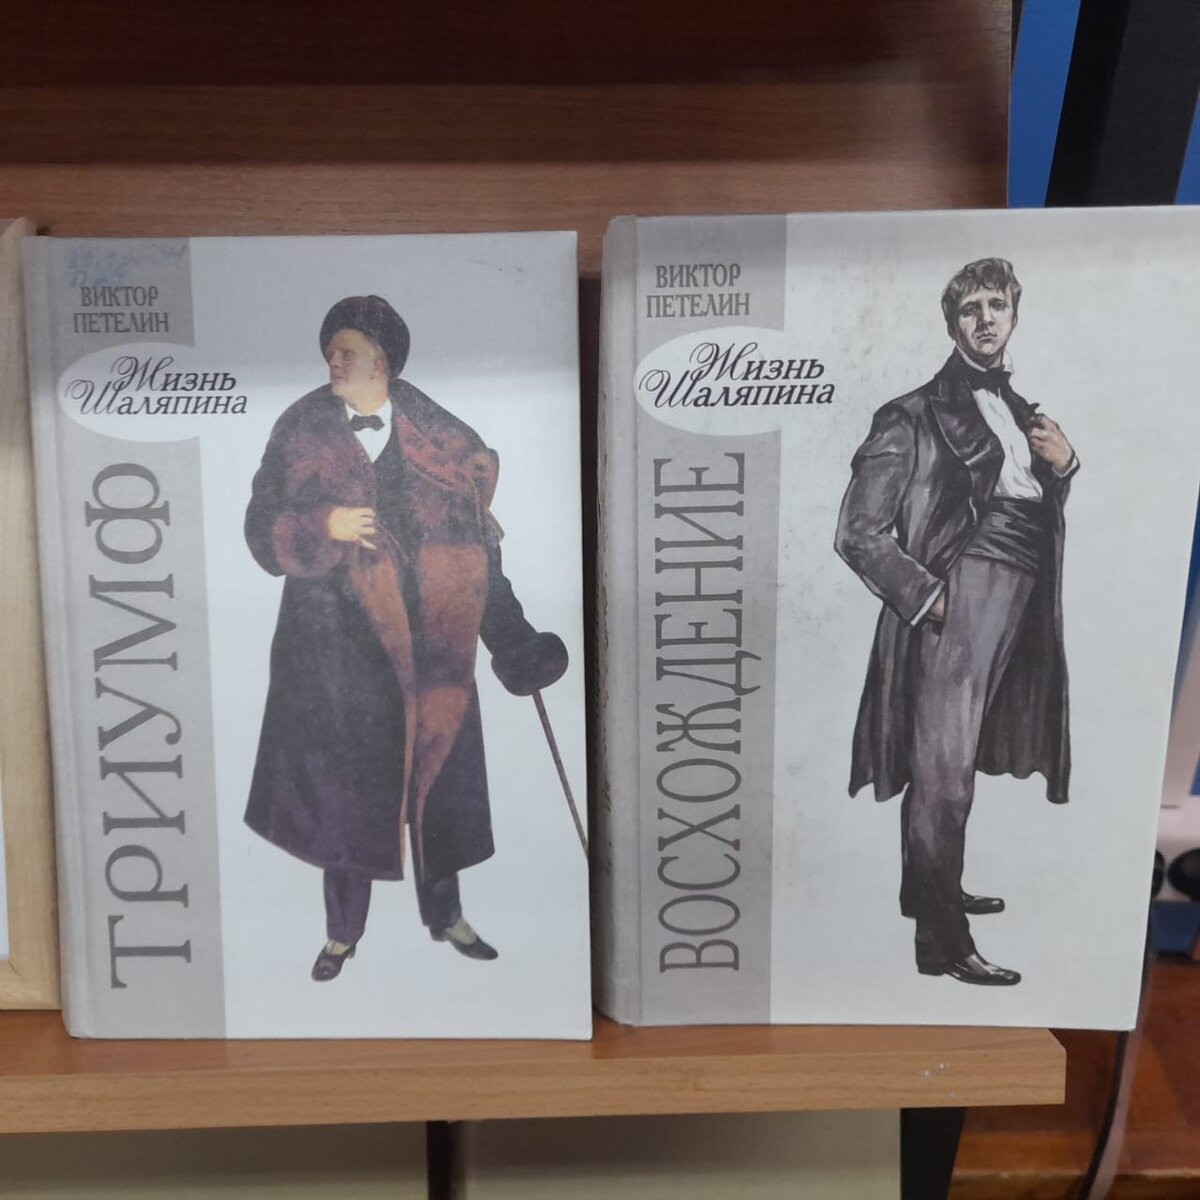 ВИКТОР
ПЕТЕЛИН
Жизнь
Шаляпина
ТРИУМФ
ВИКТОР
ПЕТЕЛИН
Жизнь
Шаляпина
ВОСХОЖДЕНИЕ